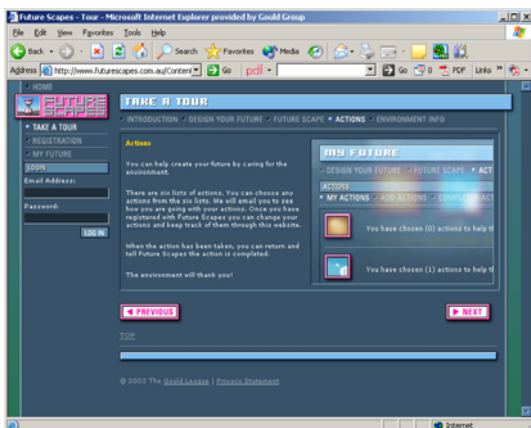 Future Scapes - Tour - Microsoft Internet Explorer provided by Gould Group
File Edit View Favorites Tools Help
Back Search Favorites Media
Address http://www.futurescapes.com.au/Content Go pdf Go 0 PDF Links »
HOME
FUTURE SCAPES
TAKE A TOUR
REGISTRATION
MY FUTURE
LOGIN
Email Address:
Password:
LOG IN
TAKE A TOUR
INTRODUCTION DESIGN YOUR FUTURE FUTURE SCAPE ACTIONS ENVIRONMENT INFO
Actions
You can help create your future by caring for the
environment.
There are six lists of actions. You can choose any
actions from the six lists. We will email you to see
how you are going with your actions. Once you have
registered with Future Scapes you can change your
actions and keep track of them through this website.
When the action has been taken, you can return and
tell Future Scapes the action is completed.
The environment will thank you!
MY FUTURE
DESIGN YOUR FUTURE FUTURE SCAPE ACT
ACTIONS
MY ACTIONS ADD ACTIONS COMPLETED ACT
You have chosen (0) actions to help th
You have chosen (1) actions to help th
PREVIOUS
NEXT
TOP
© 2002 The Gould League | Privacy Statement
Internet